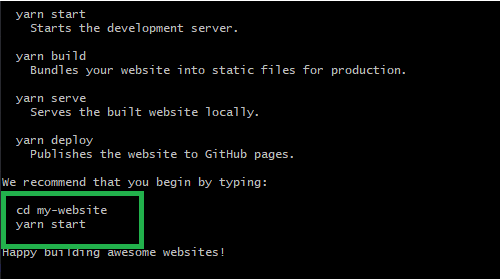 yarn start
Starts the development server.
yarn build
Bundles your website into static files for production.
yarn serve
Serves the built website locally.
yarn deploy
Publishes the website to GitHub pages.
We recommend that you begin by typing:
cd my-website
yarn start
Happy building awesome websites!